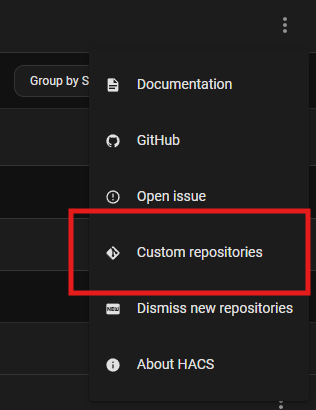 Group by S
Documentation
GitHub
Open issue
Custom repositories
NEW
Dismiss new repositories
About HACS